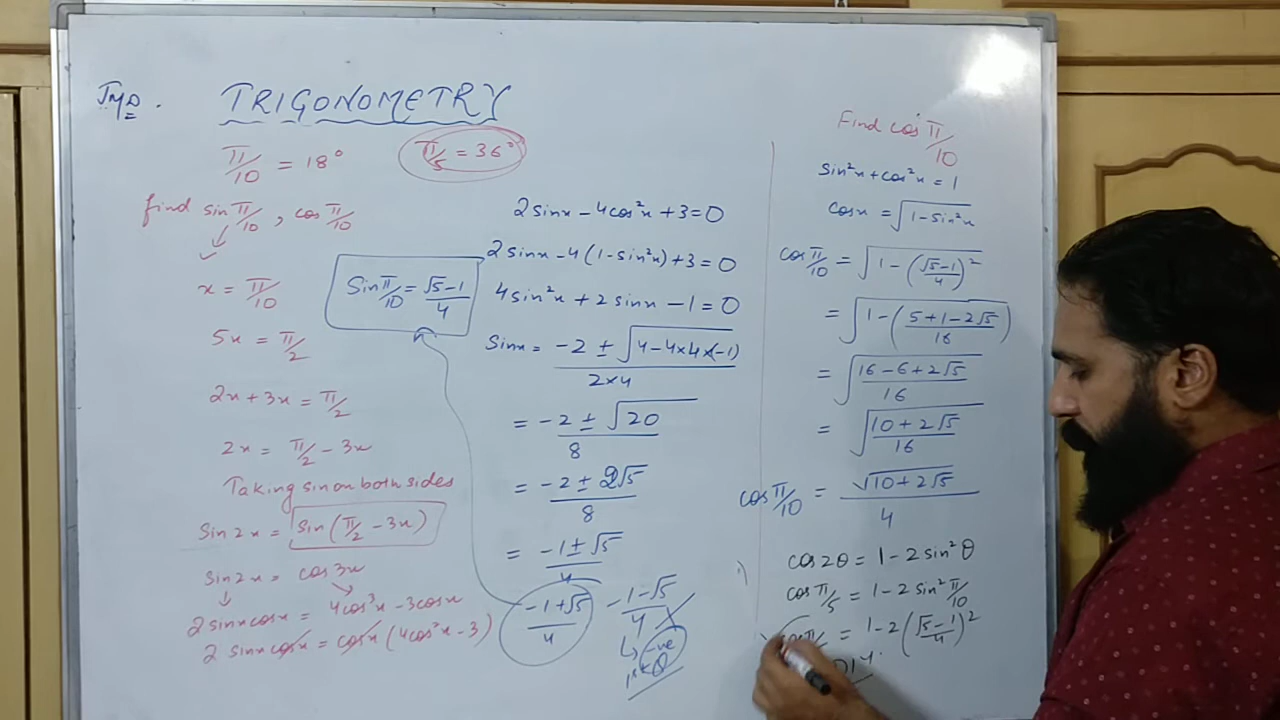 JMD.
TRIGONOMETRY
π/10 = 18°
π/5 = 36°
find sin π/10, cos π/10
x = π/10
5x = π/2
2x + 3x = π/2
2x = π/2 - 3x
Taking sin on both sides
Sin 2x = sin(π/2 - 3x)
sin 2x = cos 3x
2 sinx cosx = 4cos³x - 3cosx
2 sinx cosx = cosx (4cos²x - 3)
Sin π/10 = (√5-1)/4
2 sinx - 4cos²x + 3 = 0
2 sinx - 4(1 - sin²x) + 3 = 0
4 sin²x + 2 sinx - 1 = 0
Sinx = (-2 ± √(4 - 4×4×(-1)))/(2×4)
= (-2 ± √20)/8
= (-2 ± 2√5)/8
= (-1 ± √5)/4
(-1+√5)/4
(-1-√5)/4
-ve
1st Q
Find cos π/10
Sin²x + cos²x = 1
cosx = √(1 - sin²x)
cos π/10 = √(1 - ((√5-1)/4)²)
= √(1 - ((5+1-2√5)/16))
= √((16-6+2√5)/16)
= √((10+2√5)/16)
cos π/10 = √(10+2√5)/4
cos 2θ = 1 - 2 sin²θ
cos π/5 = 1 - 2 sin² π/10
= 1 - 2((√5-1)/4)²